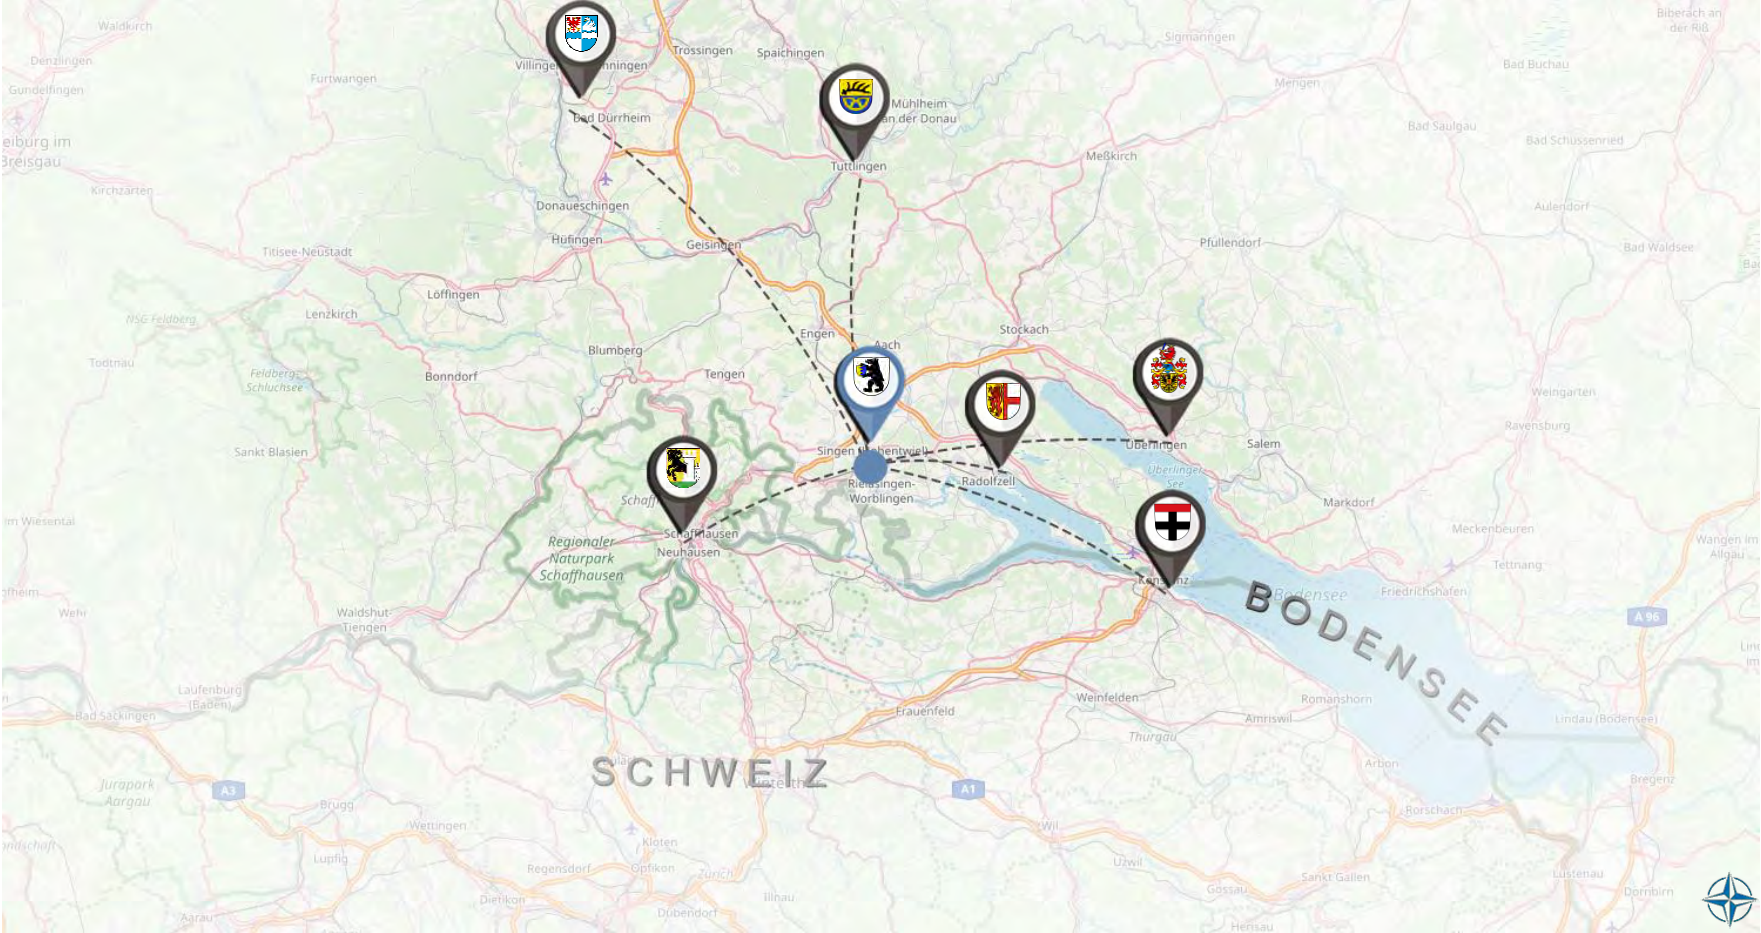 Waldkirch
Biberach an
der Riß
Trossingen
Spaichingen
Sigmaringen
Denzlingen
Furtwangen
Bad Buchau
Mengen
Gundelfingen
Mühlheim
an der Donau
Bad Dürrheim
Bad Saulgau
Bad Schussenried
eiburg im
Breisgau
Meßkirch
Tuttlingen
Kirchzarten
Donaueschingen
Aulendorf
Hüfingen
Geisingen
Pfullendorf
Titisee-Neustadt
Bad Waldsee
Löffingen
Lenzkirch
NSG Feldberg
Stockach
Engen
Aach
Blumberg
Todtnau
Feldberg-
Schluchsee
Bonndorf
Tengen
Weingarten
Ravensburg
Sankt Blasien
Singen
Überlingen
Salem
Überlinger
See
Radolfzell
Rielasingen-
Worblingen
Markdorf
im Wiesental
Schaffhausen
Neuhausen
Meckenbeuren
Wangen im
Allgäu
Regionaler
Naturpark
Schaffhausen
Tettnang
Konstanz
BODENSEE
Bodensee
Friedrichshafen
Wehr
Waldshut-
Tiengen
A 96
Laufenburg
(Baden)
Weinfelden
Romanshorn
Bad Säckingen
Frauenfeld
Amriswil
Lindau (Bodensee)
Thurgau
Arbon
SCHWEIZ
Winterthur
Bregenz
Jurapark
Aargau
A3
A1
Brugg
Rorschach
Wettingen
Wil
Kloten
Lupfig
Uzwil
Regensdorf
Opfikon
Zürich
Sankt Gallen
Lustenau
Gossau
Dornbirn
Dietikon
Illnau
Dübendorf
Aarau
Herisau